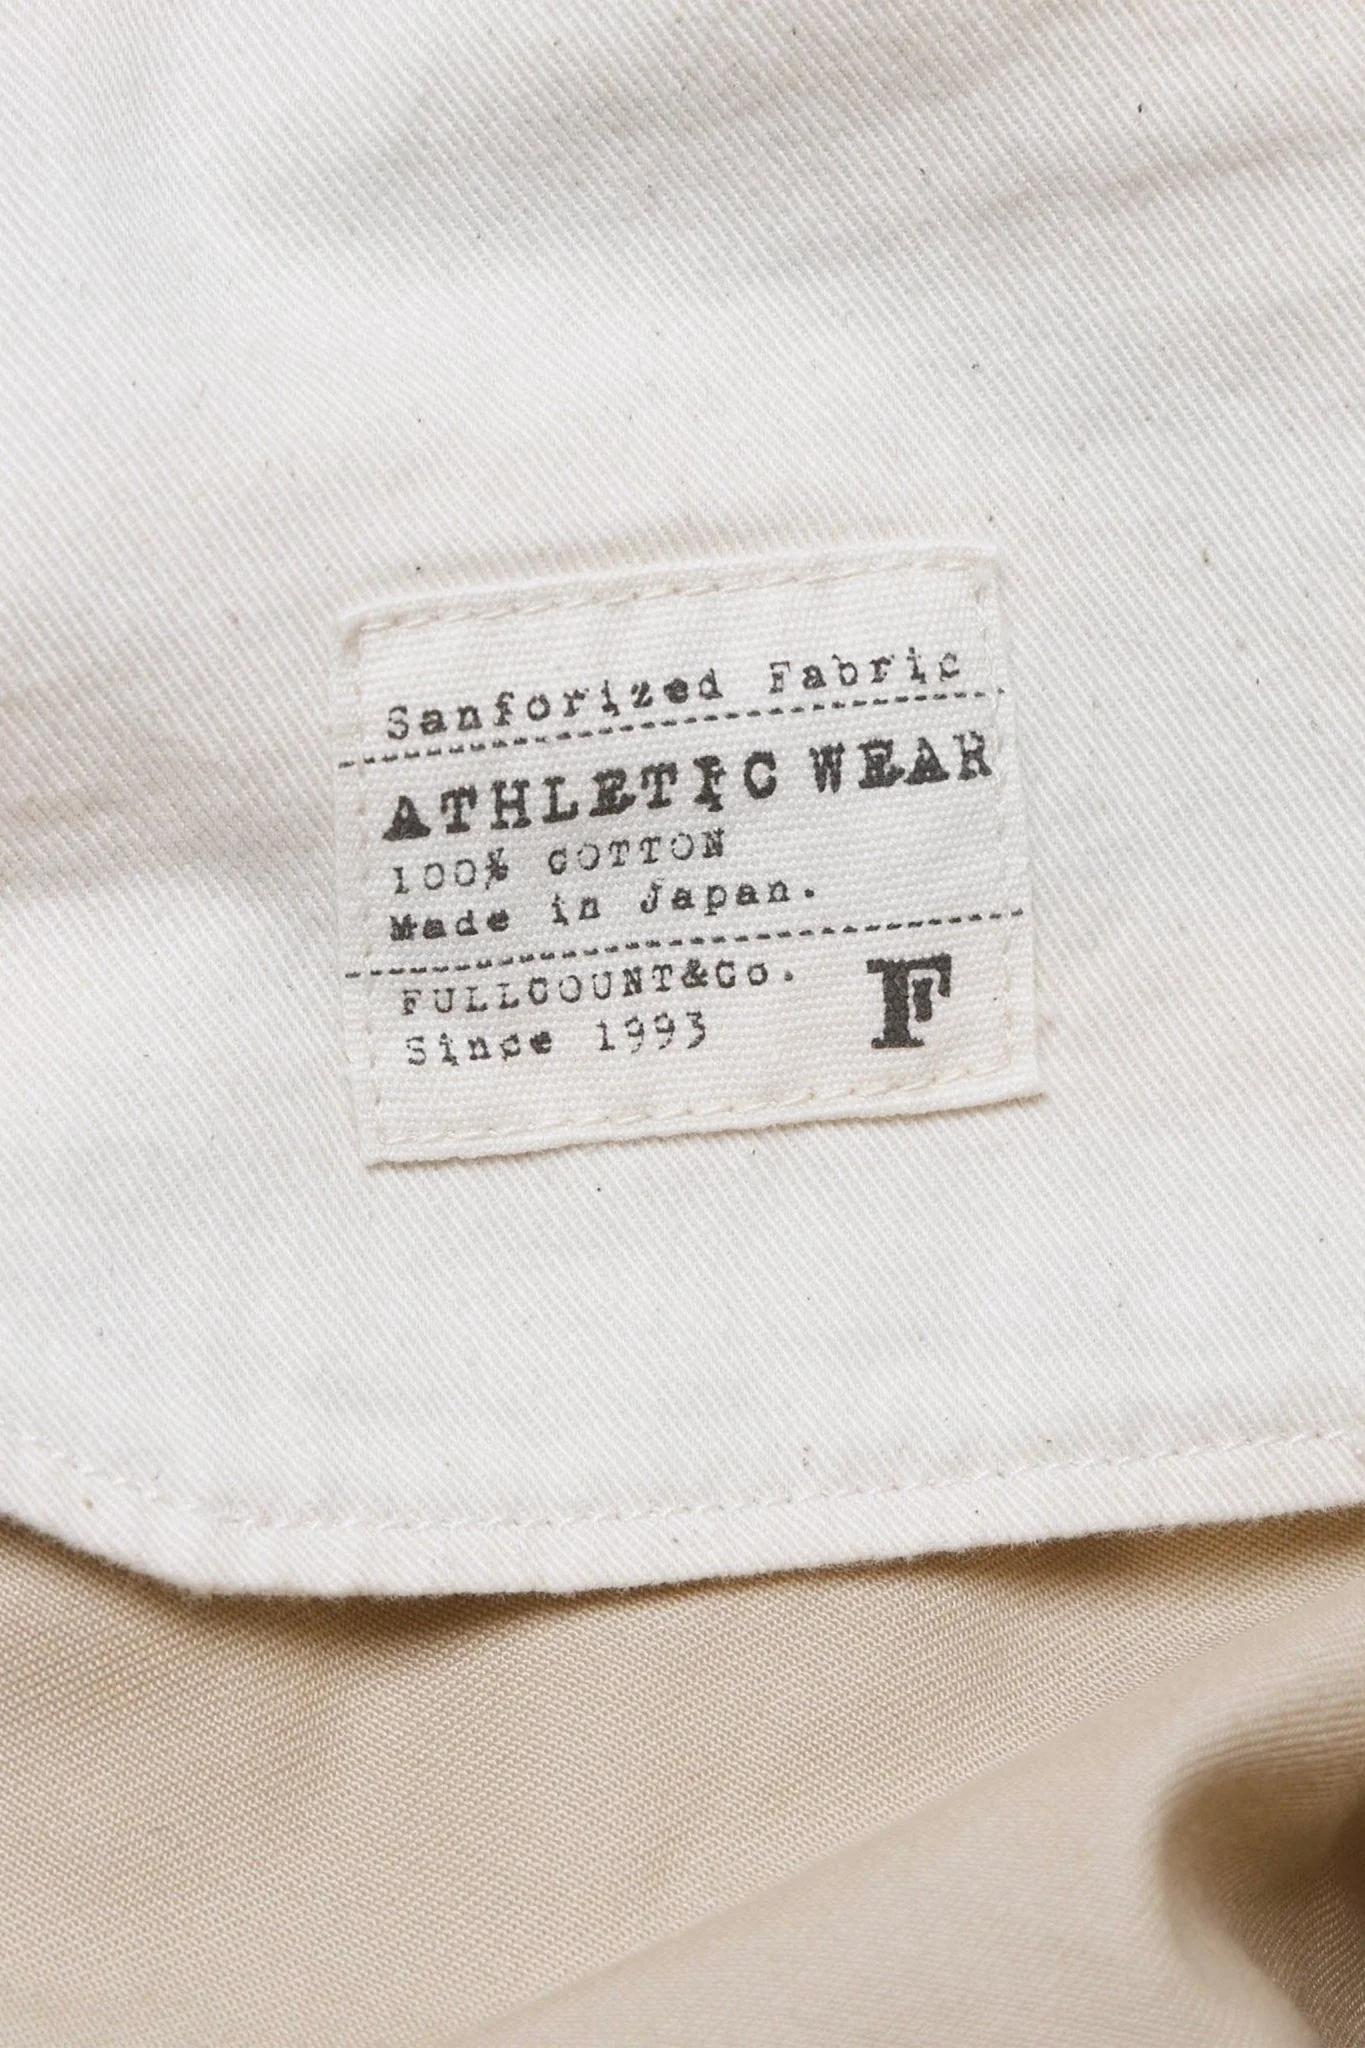 Sanforized Fabric
ATHLETIC WEAR
100% COTTON
Made in Japan.
FULLCOUNT&Co.
Since 1993
F